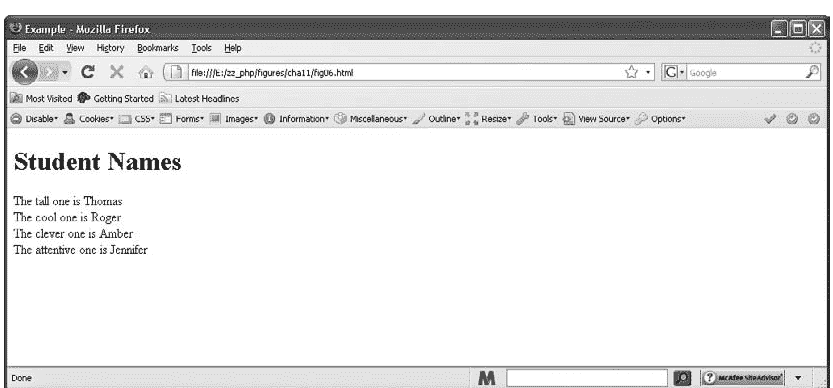 Example - Mozilla Firefox
File Edit View History Bookmarks Tools Help
file:///E:/zz_php/figures/cha11/fig06.html
G Google
Most Visited Getting Started Latest Headlines
Disable Cookies CSS Forms Images Information Miscellaneous Outline Resize Tools View Source Options
Student Names
The tall one is Thomas
The cool one is Roger
The clever one is Amber
The attentive one is Jennifer
Done
M
McAfee SiteAdvisor